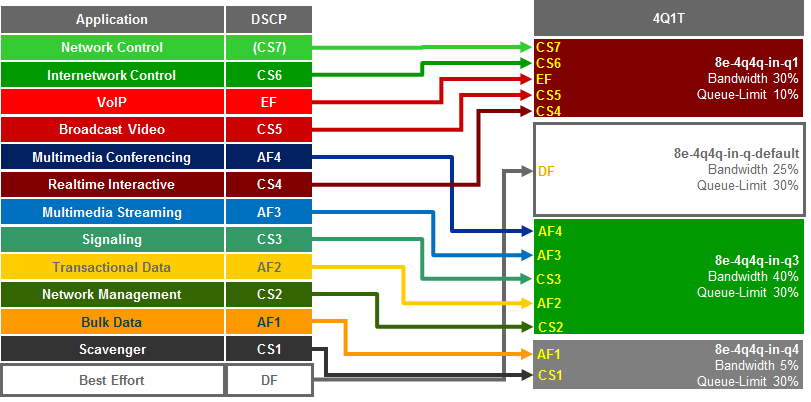 Application DSCP 4Q1T
Network Control (CS7)
Internetwork Control CS6
VoIP EF
Broadcast Video CS5
Multimedia Conferencing AF4
Realtime Interactive CS4
Multimedia Streaming AF3
Signaling CS3
Transactional Data AF2
Network Management CS2
Bulk Data AF1
Scavenger CS1
Best Effort DF
CS7
CS6 8e-4q4q-in-q1
EF Bandwidth 30%
CS5 Queue-Limit 10%
CS4
8e-4q4q-in-q-default
DF Bandwidth 25%
Queue-Limit 30%
AF4
AF3 8e-4q4q-in-q3
CS3 Bandwidth 40%
Queue-Limit 30%
AF2
CS2
AF1 8e-4q4q-in-q4
Bandwidth 5%
CS1 Queue-Limit 30%